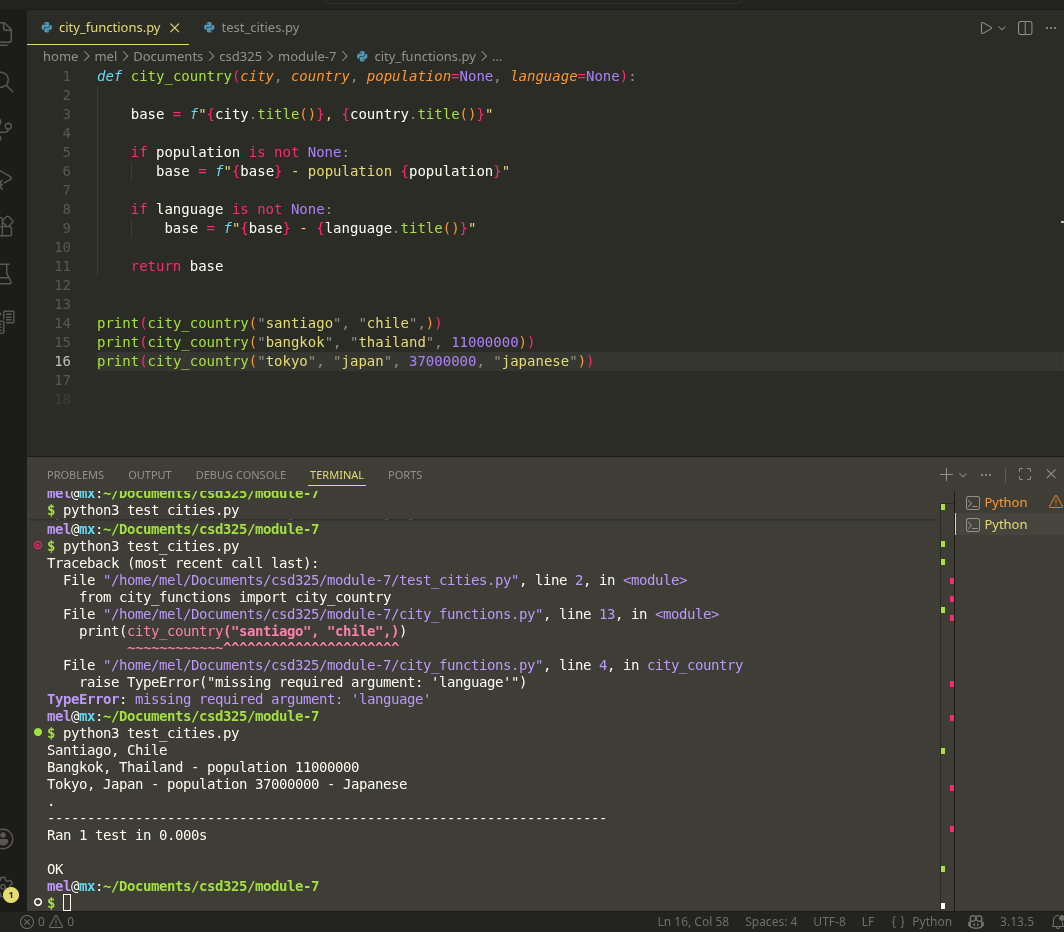 city_functions.py test_cities.py
home > mel > Documents > csd325 > module-7 > city_functions.py > ...
1 def city_country(city, country, population=None, language=None):
2
3 base = f"{city.title()}, {country.title()}"
4
5 if population is not None:
6 base = f"{base} - population {population}"
7
8 if language is not None:
9 base = f"{base} - {language.title()}"
10
11 return base
12
13
14 print(city_country("santiago", "chile",))
15 print(city_country("bangkok", "thailand", 11000000))
16 print(city_country("tokyo", "japan", 37000000, "japanese"))
17
18
PROBLEMS OUTPUT DEBUG CONSOLE TERMINAL PORTS
mel@mx:~/Documents/csd325/module-7
$ python3 test cities.py
mel@mx:~/Documents/csd325/module-7
$ python3 test_cities.py
Traceback (most recent call last):
File "/home/mel/Documents/csd325/module-7/test_cities.py", line 2, in <module>
from city_functions import city_country
File "/home/mel/Documents/csd325/module-7/city_functions.py", line 13, in <module>
print(city_country("santiago", "chile",))
~~~~~~~~~~~~^^^^^^^^^^^^^^^^^^^^^^
File "/home/mel/Documents/csd325/module-7/city_functions.py", line 4, in city_country
raise TypeError("missing required argument: 'language'")
TypeError: missing required argument: 'language'
mel@mx:~/Documents/csd325/module-7
$ python3 test_cities.py
Santiago, Chile
Bangkok, Thailand - population 11000000
Tokyo, Japan - population 37000000 - Japanese
.
----------------------------------------------------------------------
Ran 1 test in 0.000s

OK
mel@mx:~/Documents/csd325/module-7
$
Python
Python
1
0 0 Ln 16, Col 58 Spaces: 4 UTF-8 LF { } Python 3.13.5